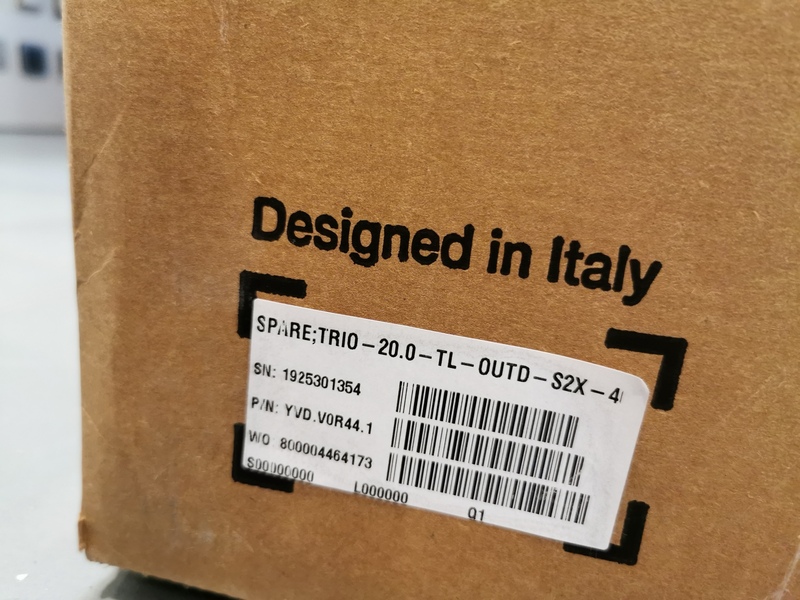 Designed in Italy
SPARE;TRIO-20.0-TL-OUTD-S2X-4
SN: 1925301354
P/N: YVD.V0R44.1
WO 800004464173
S00000000 L000000 Q1